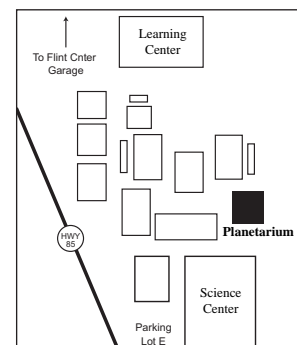 Learning
Center
To Flint Cnter
Garage
Planetarium
HWY
85
Science
Center
Parking
Lot E